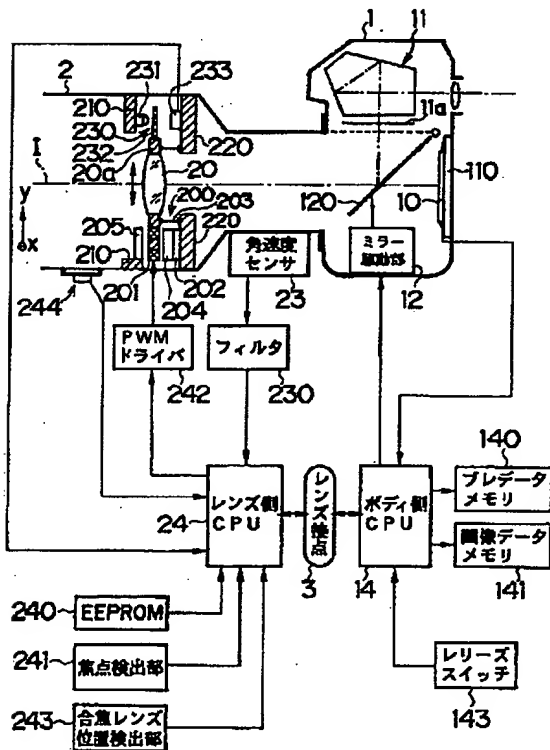 1
11
2
233
210
231
230
232
20a
11a
I
20
220
110
200
203
120
10
y
x
205
210
220
201
204
202
244
角速度
センサ
23
ミラー
駆動部
12
PWM
ドライバ
242
フィルタ
230
140
レンズ側
CPU
24
レンズ接点
3
ボディ側
CPU
14
ブレデータ
メモリ
画像データ
メモリ
141
240
EEPROM
241
焦点検出部
243
合焦レンズ
位置検出部
レリーズ
スイッチ
143